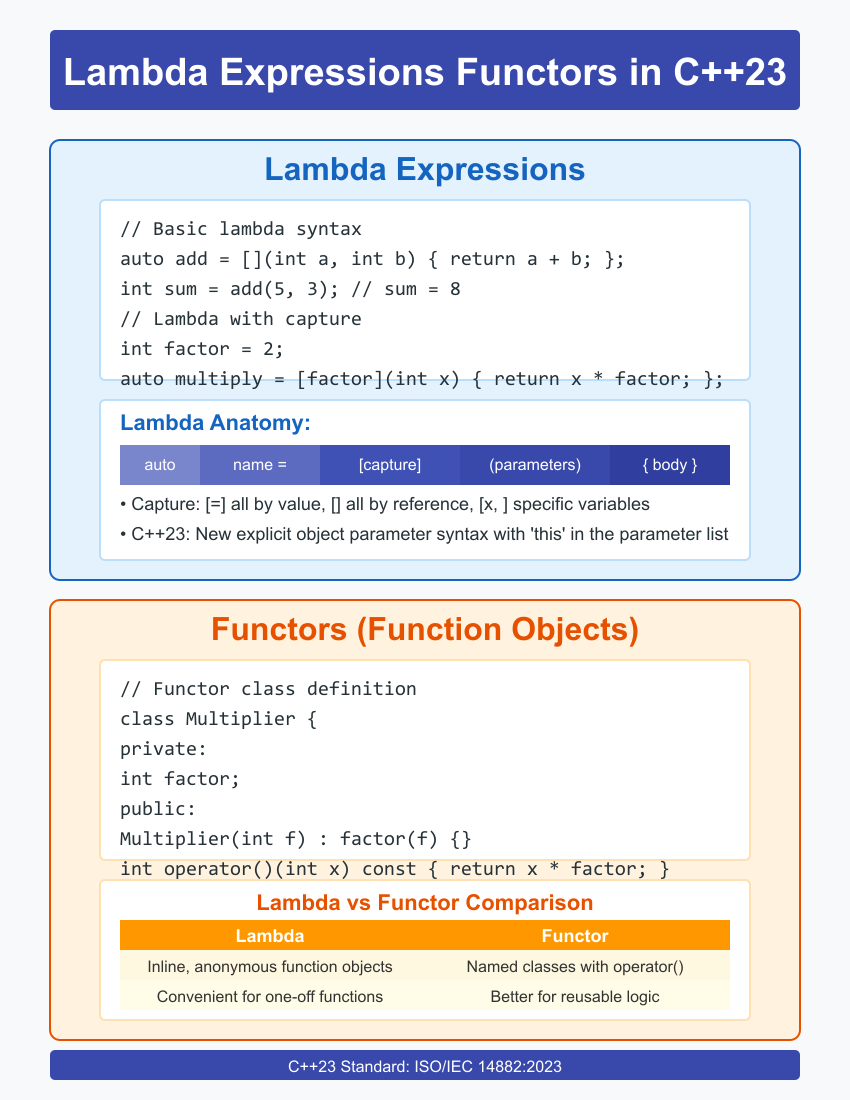 Lambda Expressions Functors in C++23
Lambda Expressions
// Basic lambda syntax
auto add = [](int a, int b) { return a + b; };
int sum = add(5, 3); // sum = 8
// Lambda with capture
int factor = 2;
auto multiply = [factor](int x) { return x * factor; };
Lambda Anatomy:
auto name = [capture] (parameters) { body }
• Capture: [=] all by value, [] all by reference, [x, ] specific variables
• C++23: New explicit object parameter syntax with 'this' in the parameter list
Functors (Function Objects)
// Functor class definition
class Multiplier {
private:
int factor;
public:
Multiplier(int f) : factor(f) {}
int operator()(int x) const { return x * factor; }
Lambda vs Functor Comparison
Lambda Functor
Inline, anonymous function objects Named classes with operator()
Convenient for one-off functions Better for reusable logic
C++23 Standard: ISO/IEC 14882:2023